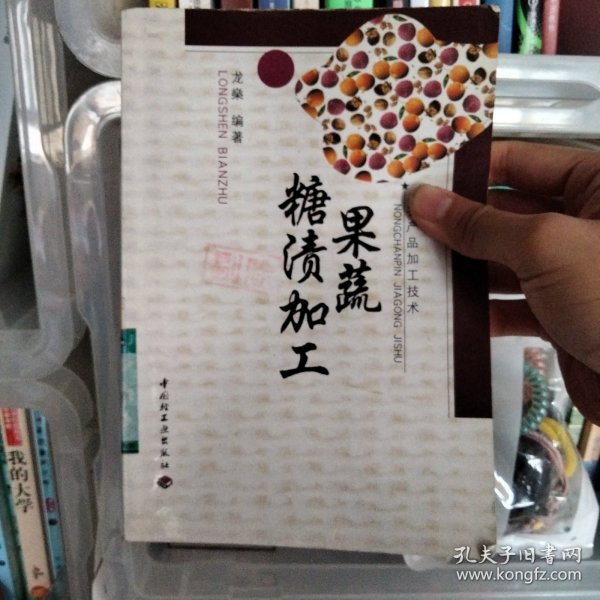 龙燊 编著
LONGSHEN BIANZHU
产品加工技术
NONGCHANPIN JIAGONG JISHU
果蔬
糖渍加工
中国轻工业出版社
我的大学
孔夫子旧书网
www.kongfz.com